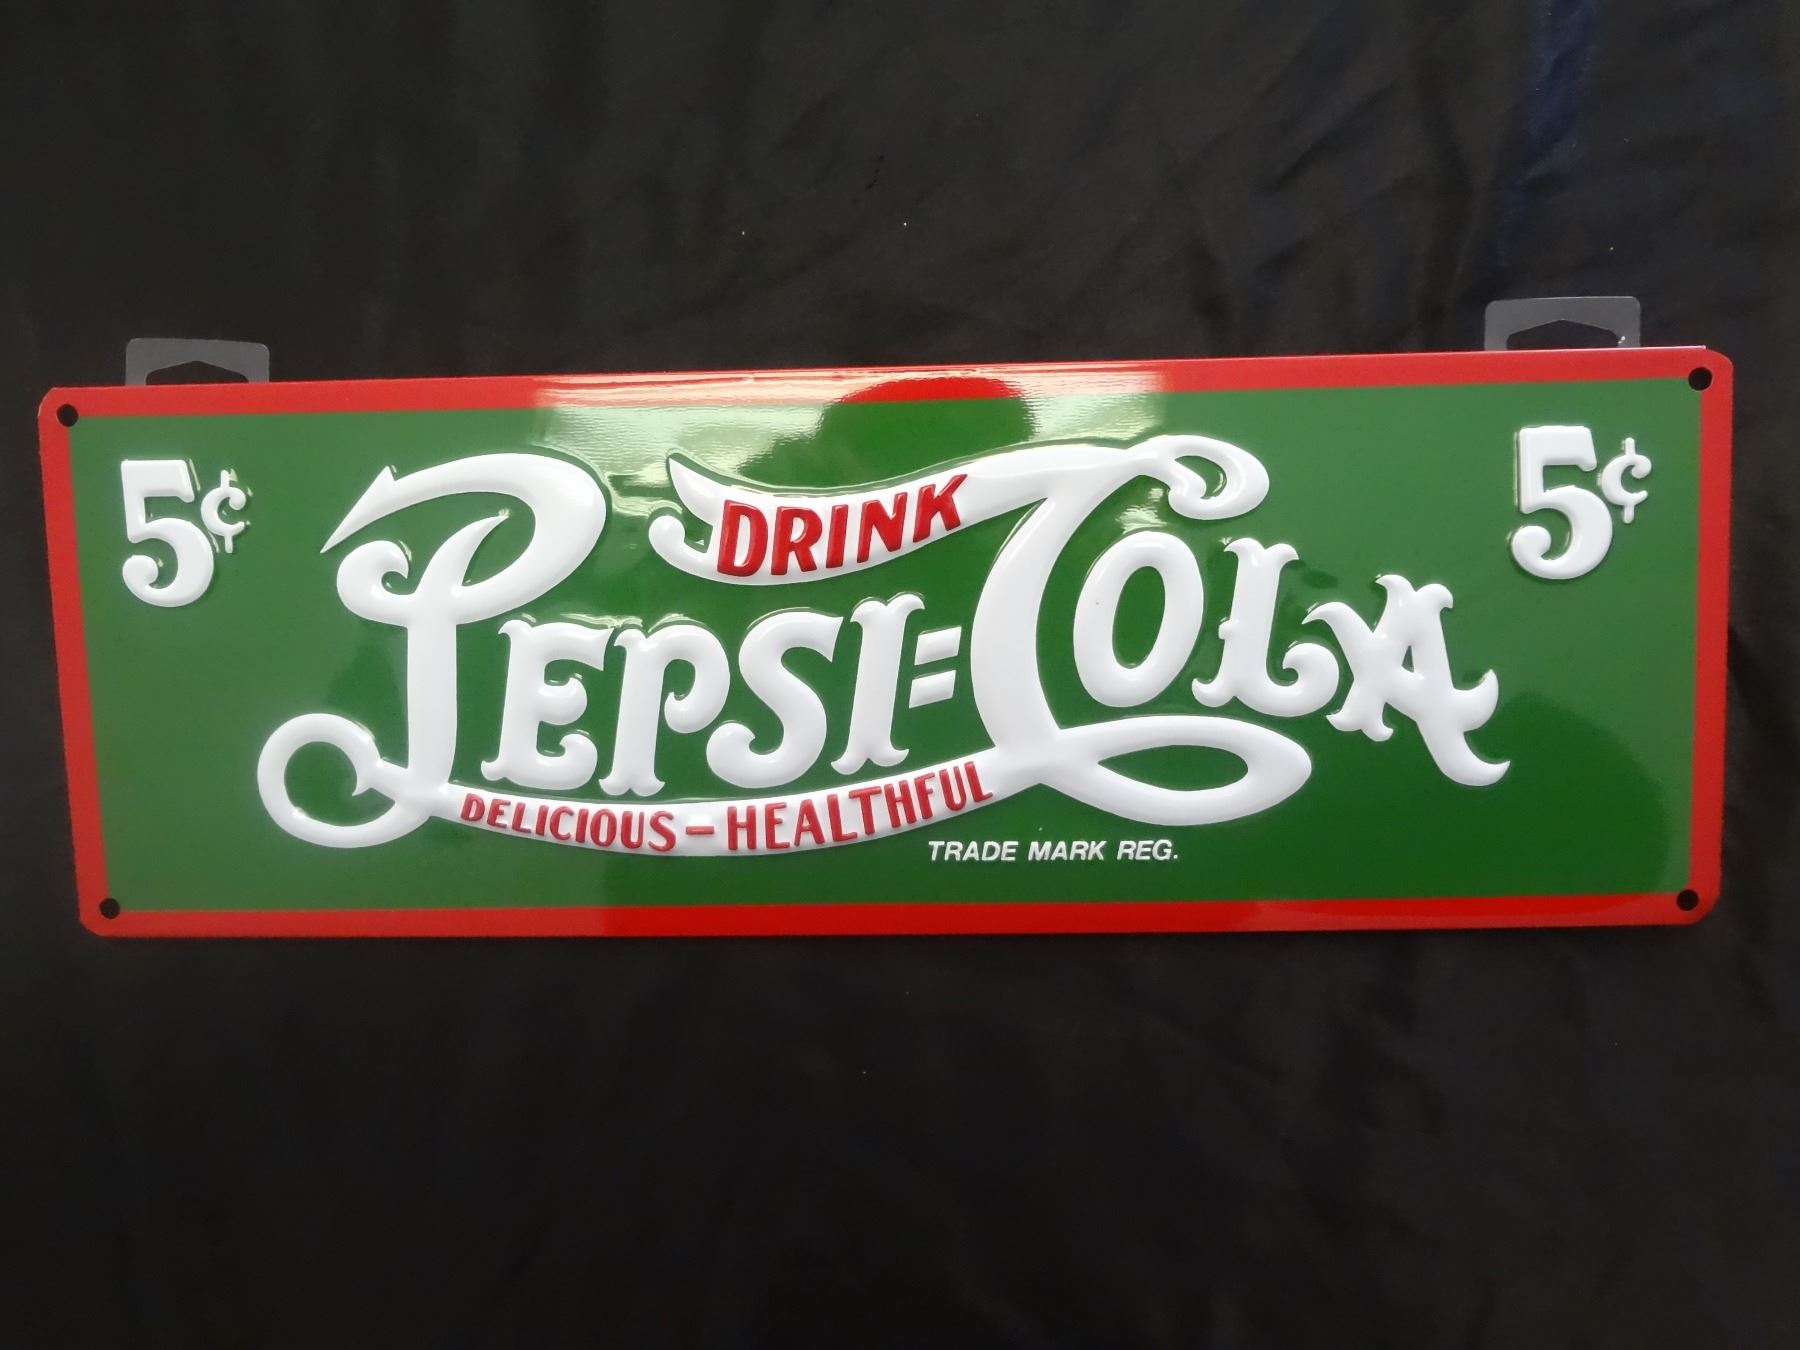 5¢ 5¢
DRINK
PEPSI=COLA
DELICIOUS-HEALTHFUL
TRADE MARK REG.